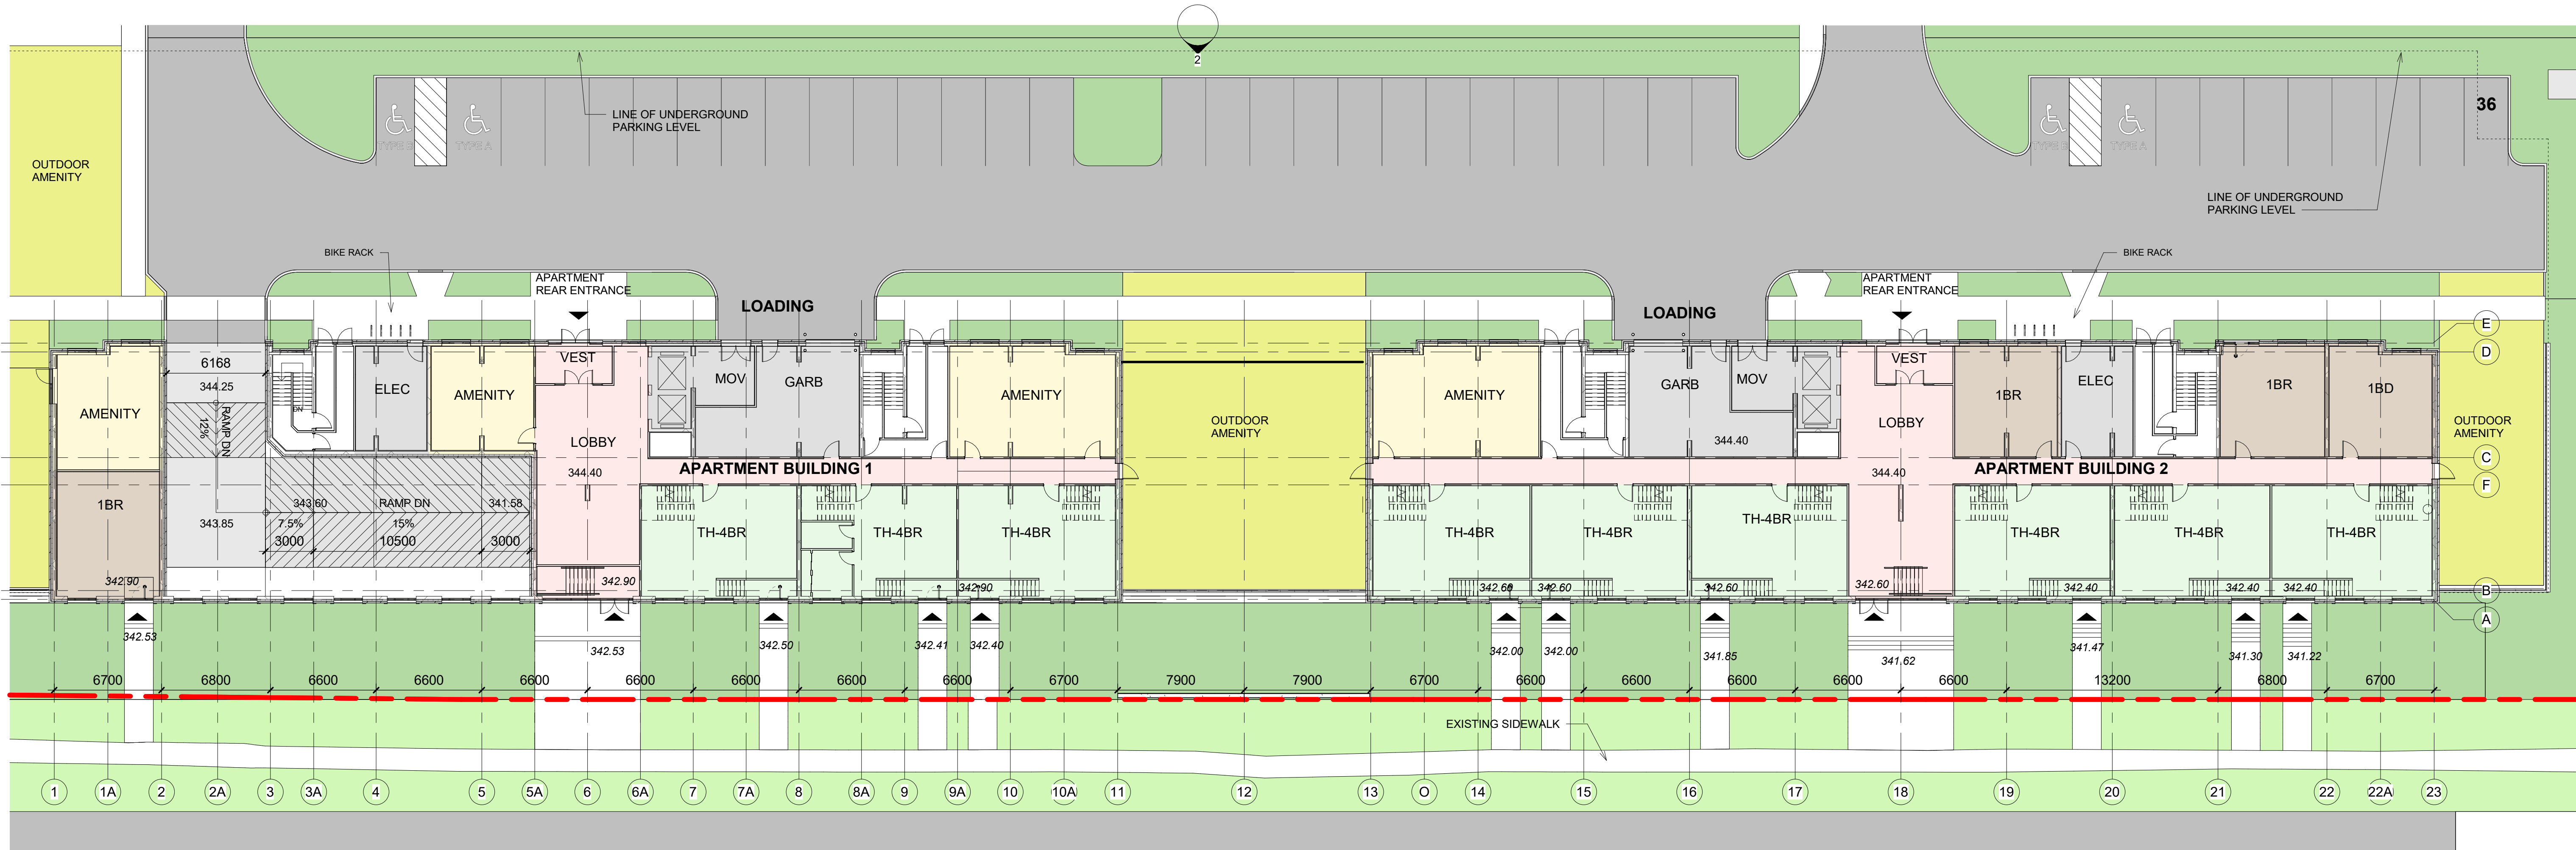 2
36
TYPE B
TYPE A
LINE OF UNDERGROUND
PARKING LEVEL
TYPE B
TYPE A
OUTDOOR
AMENITY
LINE OF UNDERGROUND
PARKING LEVEL
BIKE RACK
BIKE RACK
APARTMENT
REAR ENTRANCE
APARTMENT
REAR ENTRANCE
LOADING
LOADING
E
D
C
F
B
A
6168
344.25
RAMP DN
12%
DN
ELEC
AMENITY
VEST
MOV
GARB
AMENITY
AMENITY
LOBBY
344.40
APARTMENT BUILDING 1
OUTDOOR
AMENITY
AMENITY
GARB
MOV
344.40
VEST
LOBBY
344.40
1BR
ELEC
1BR
1BD
APARTMENT BUILDING 2
OUTDOOR
AMENITY
1BR
343.85
343.60
RAMP DN
341.58
7.5%
15%
3000
10500
3000
TH-4BR
TH-4BR
TH-4BR
TH-4BR
TH-4BR
TH-4BR
TH-4BR
TH-4BR
TH-4BR
342.90
342.90
342.90
342.60
342.60
342.60
342.60
342.40
342.40
342.40
342.53
342.53
342.50
342.41
342.40
342.00
342.00
341.85
341.62
341.47
341.30
341.22
6700
6800
6600
6600
6600
6600
6600
6600
6700
7900
7900
6700
6600
6600
6600
6600
6600
13200
6800
6700
EXISTING SIDEWALK
1
1A
2
2A
3
3A
4
5
5A
6
6A
7
7A
8
8A
9
9A
10
10A
11
12
13
O
14
15
16
17
18
19
20
21
22
22A
23